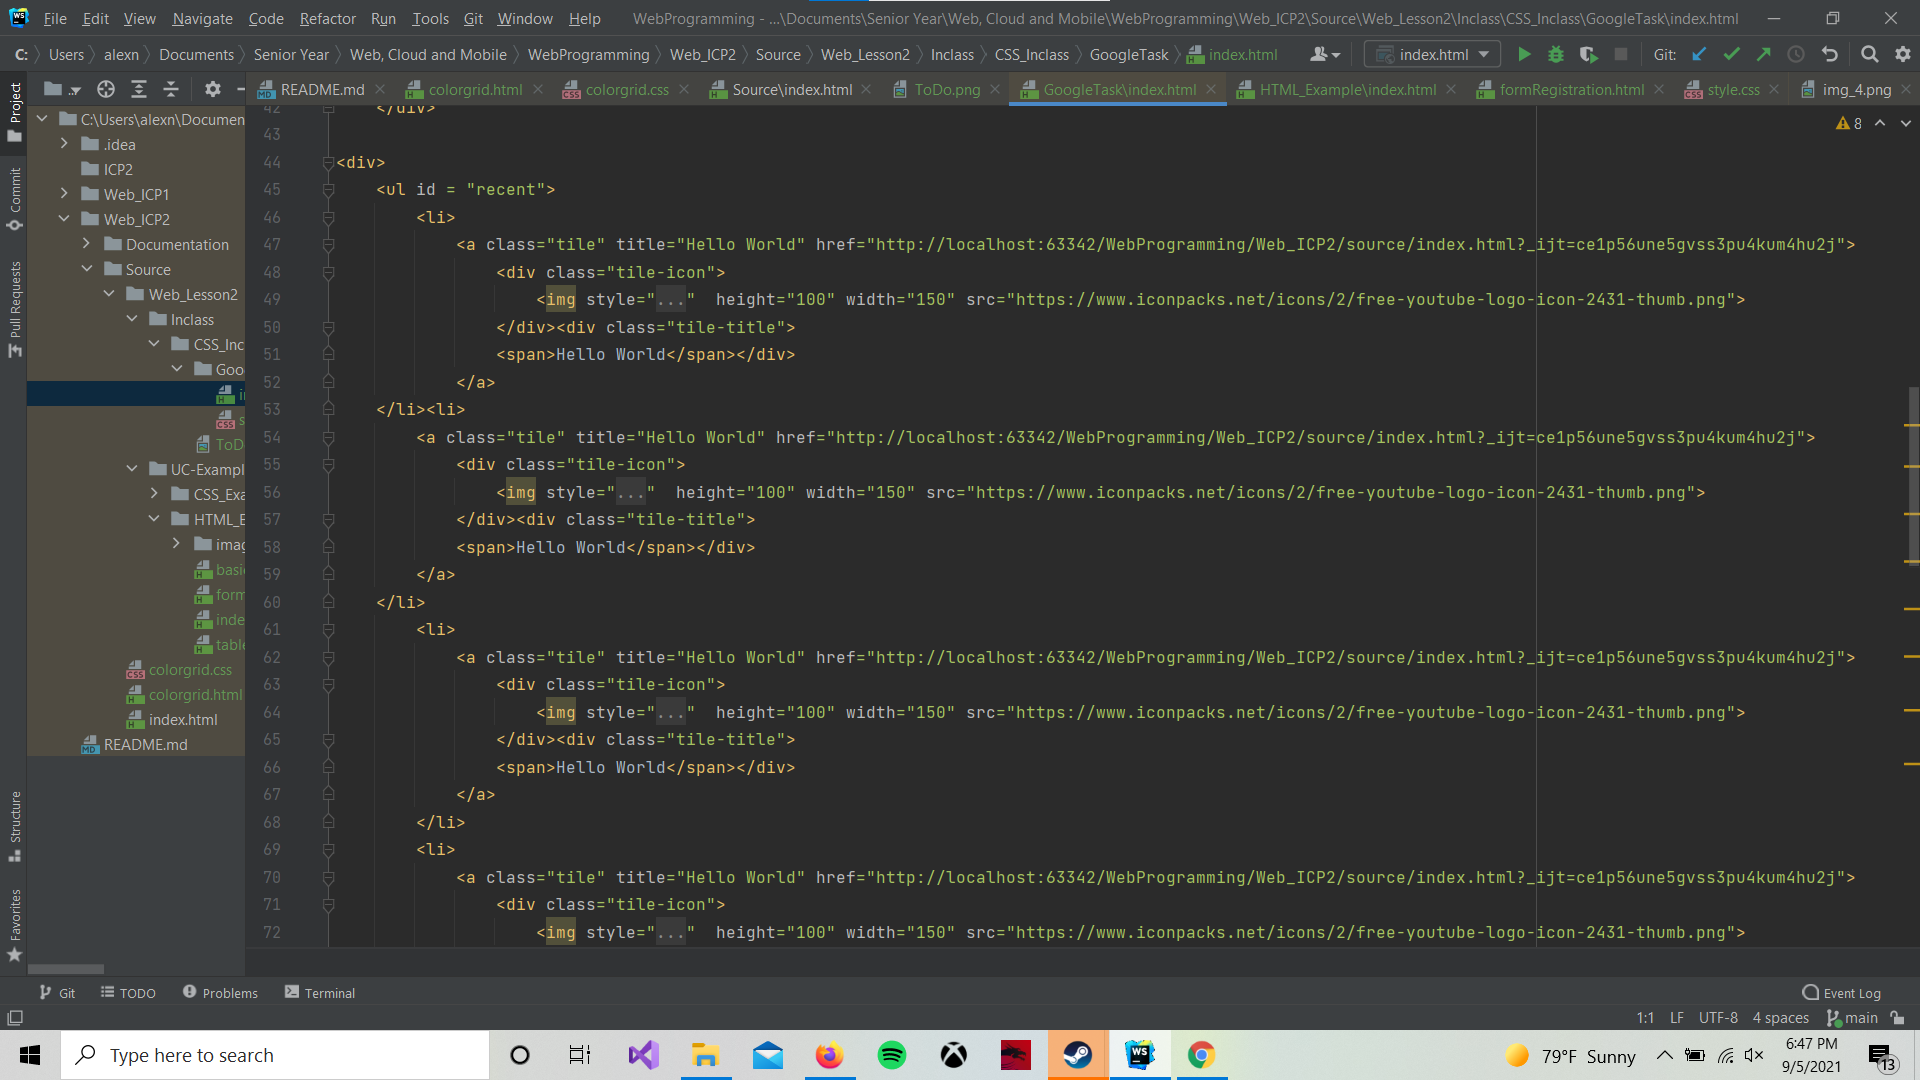 File Edit View Navigate Code Refactor Run Tools Git Window Help WebProgramming - ...\Documents\Senior Year\Web, Cloud and Mobile\WebProgramming\Web_ICP2\Source\Web_Lesson2\Inclass\CSS_Inclass\GoogleTask\index.html
C: Users alexn Documents Senior Year Web, Cloud and Mobile WebProgramming Web_ICP2 Source Web_Lesson2 Inclass CSS_Inclass GoogleTask index.html index.html Git:
README.md colorgrid.html colorgrid.css Source\index.html ToDo.png GoogleTask\index.html HTML_Example\index.html formRegistration.html style.css img_4.png
Project
Commit
Pull Requests
Structure
Favorites
C:\Users\alexn\Documen
.idea
ICP2
Web_ICP1
Web_ICP2
Documentation
Source
Web_Lesson2
Inclass
CSS_Inc
Goo
i
s
ToD
UC-Exampl
CSS_Exa
HTML_E
imag
basi
form
inde
table
colorgrid.css
colorgrid.html
index.html
README.md
8
42 </div>
43
44 <div>
45 <ul id = "recent">
46 <li>
47 <a class="tile" title="Hello World" href="http://localhost:63342/WebProgramming/Web_ICP2/source/index.html?_ijt=ce1p56une5gvss3pu4kum4hu2j">
48 <div class="tile-icon">
49 <img style="..." height="100" width="150" src="https://www.iconpacks.net/icons/2/free-youtube-logo-icon-2431-thumb.png">
50 </div><div class="tile-title">
51 <span>Hello World</span></div>
52 </a>
53 </li><li>
54 <a class="tile" title="Hello World" href="http://localhost:63342/WebProgramming/Web_ICP2/source/index.html?_ijt=ce1p56une5gvss3pu4kum4hu2j">
55 <div class="tile-icon">
56 <img style="..." height="100" width="150" src="https://www.iconpacks.net/icons/2/free-youtube-logo-icon-2431-thumb.png">
57 </div><div class="tile-title">
58 <span>Hello World</span></div>
59 </a>
60 </li>
61 <li>
62 <a class="tile" title="Hello World" href="http://localhost:63342/WebProgramming/Web_ICP2/source/index.html?_ijt=ce1p56une5gvss3pu4kum4hu2j">
63 <div class="tile-icon">
64 <img style="..." height="100" width="150" src="https://www.iconpacks.net/icons/2/free-youtube-logo-icon-2431-thumb.png">
65 </div><div class="tile-title">
66 <span>Hello World</span></div>
67 </a>
68 </li>
69 <li>
70 <a class="tile" title="Hello World" href="http://localhost:63342/WebProgramming/Web_ICP2/source/index.html?_ijt=ce1p56une5gvss3pu4kum4hu2j">
71 <div class="tile-icon">
72 <img style="..." height="100" width="150" src="https://www.iconpacks.net/icons/2/free-youtube-logo-icon-2431-thumb.png">
Git TODO Problems Terminal Event Log
1:1 LF UTF-8 4 spaces main
Type here to search
79°F Sunny
6:47 PM
9/5/2021
13